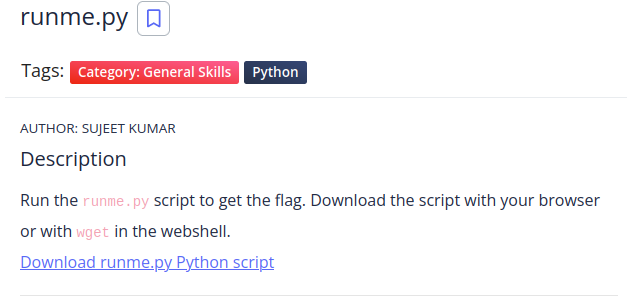 runme.py
Tags: Category: General Skills Python
AUTHOR: SUJEET KUMAR
Description
Run the runme.py script to get the flag. Download the script with your browser
or with wget in the webshell.
Download runme.py Python script